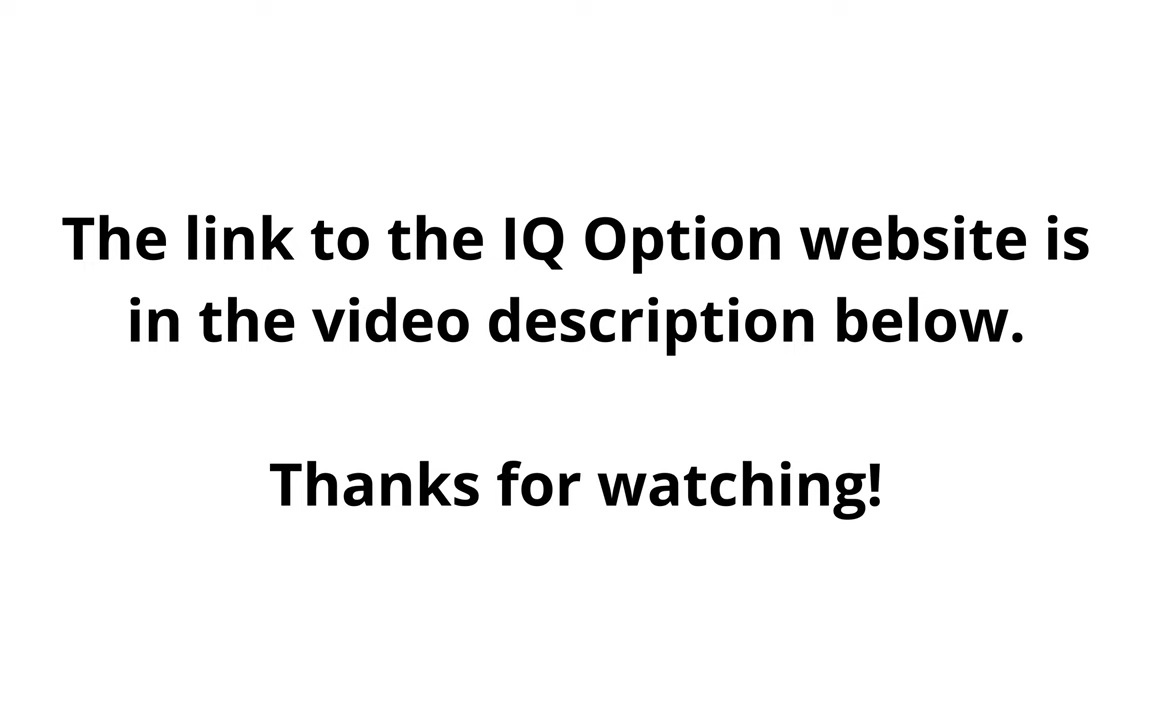 The link to the IQ Option website is
in the video description below.
Thanks for watching!